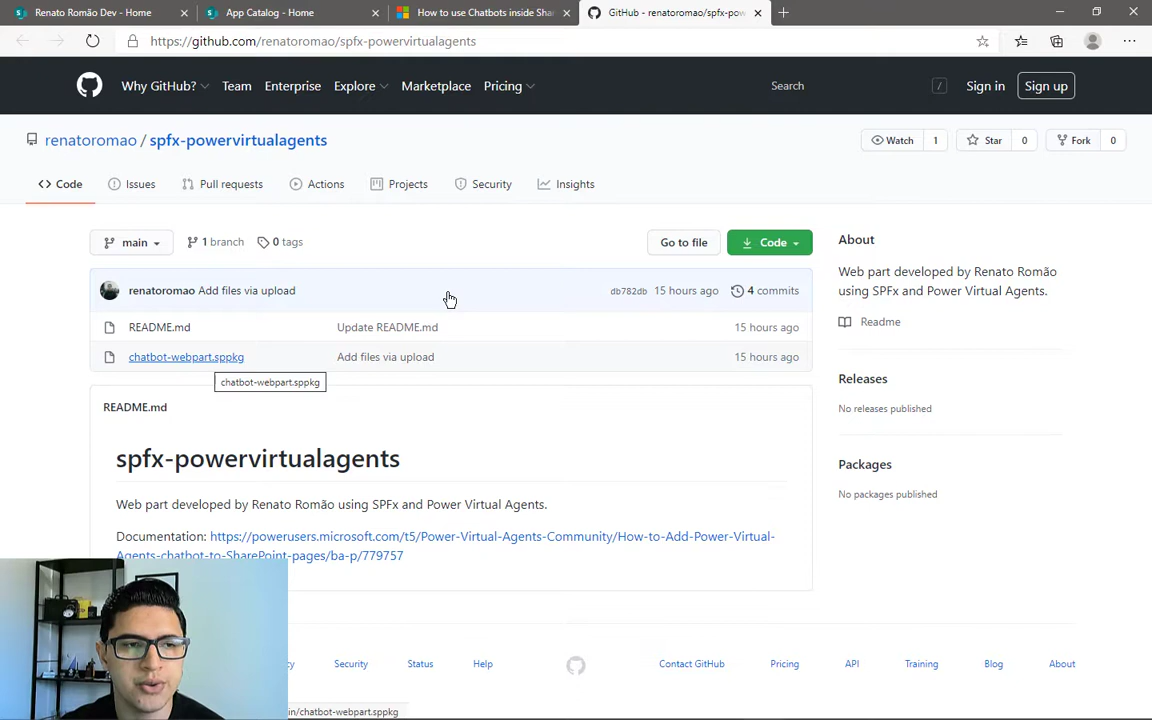 Renato Romão Dev - Home
App Catalog - Home
How to use Chatbots inside Shar
GitHub - renatoromao/spfx-pow
https://github.com/renatoromao/spfx-powervirtualagents
Why GitHub? Team Enterprise Explore Marketplace Pricing Search / Sign in Sign up
renatoromao / spfx-powervirtualagents Watch 1 Star 0 Fork 0
Code Issues Pull requests Actions Projects Security Insights
main 1 branch 0 tags Go to file Code
renatoromao Add files via upload db782db 15 hours ago 4 commits
README.md Update README.md 15 hours ago
chatbot-webpart.sppkg Add files via upload 15 hours ago
chatbot-webpart.sppkg
README.md
spfx-powervirtualagents
Web part developed by Renato Romão using SPFx and Power Virtual Agents.
Documentation: https://powerusers.microsoft.com/t5/Power-Virtual-Agents-Community/How-to-Add-Power-Virtual-
Agents-chatbot-to-SharePoint-pages/ba-p/779757
About
Web part developed by Renato Romão
using SPFx and Power Virtual Agents.
Readme
Releases
No releases published
Packages
No packages published
cy Security Status Help Contact GitHub Pricing API Training Blog About
in/chatbot-webpart.sppkg